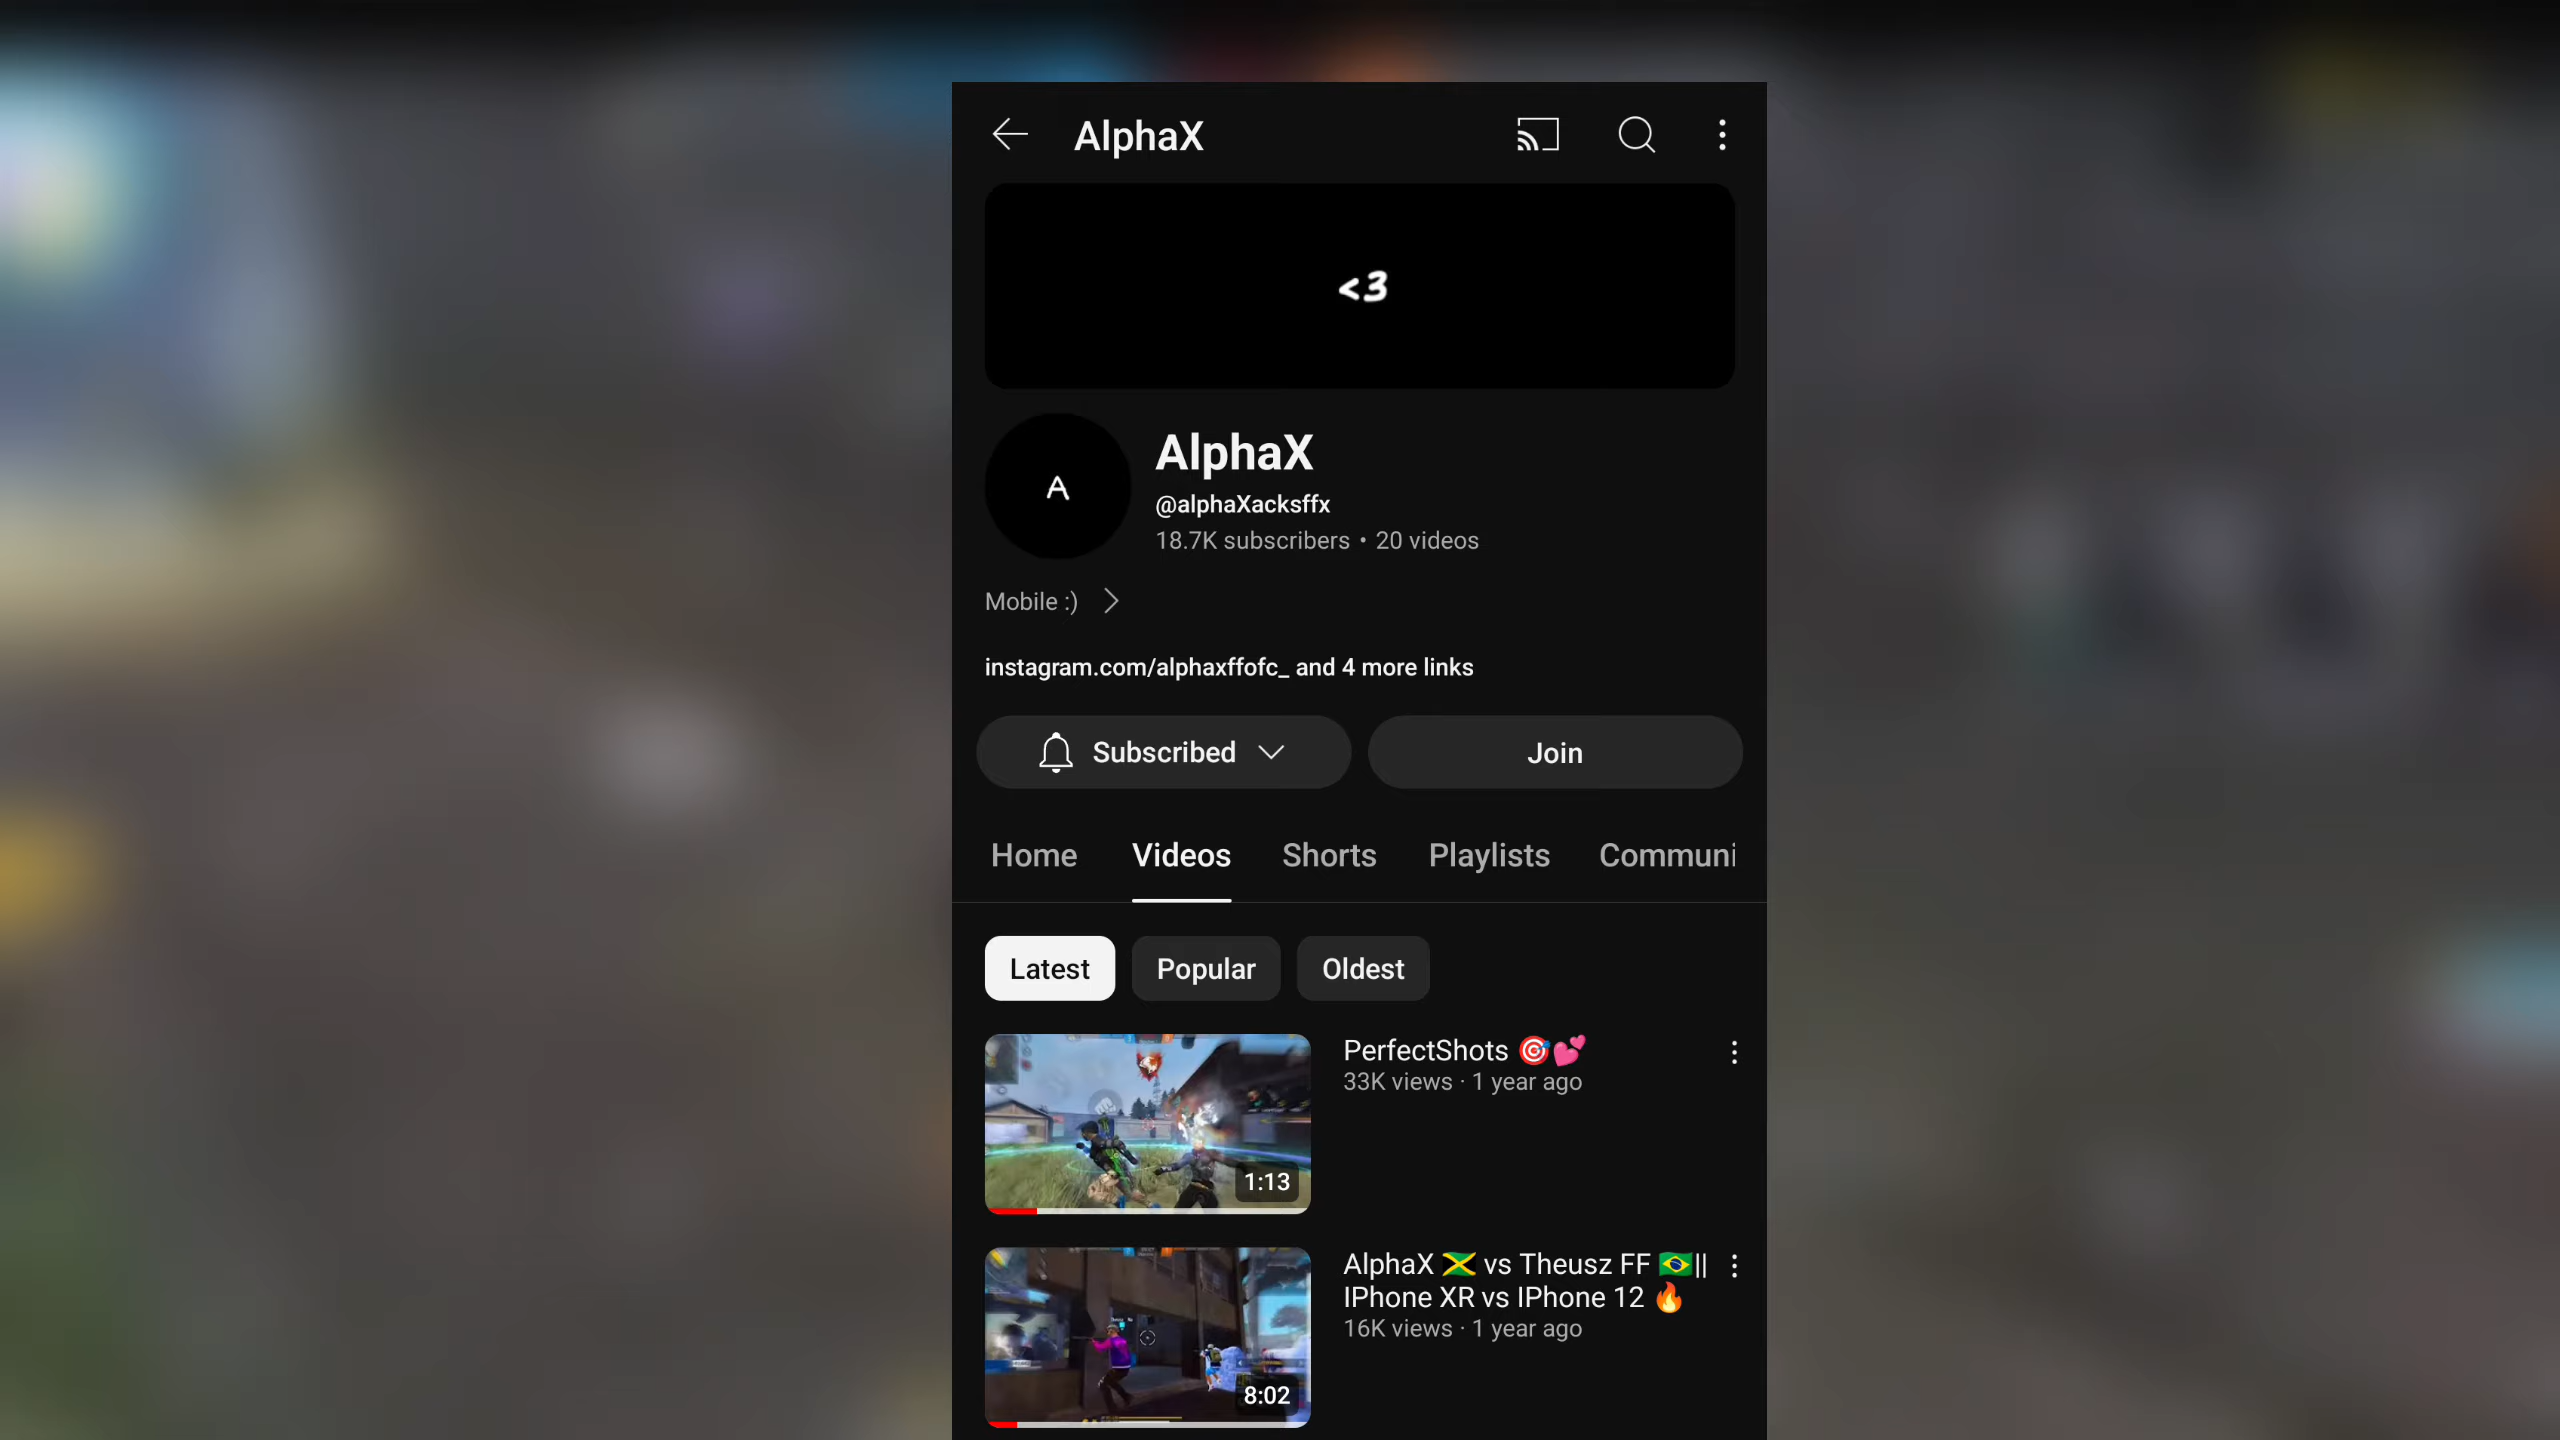 AlphaX
<3
A
AlphaX
@alphaXacksffx
18.7K subscribers • 20 videos
Mobile :)
instagram.com/alphaxffofc_ and 4 more links
Subscribed
Join
Home Videos Shorts Playlists Communi
Latest Popular Oldest
PerfectShots 🎯💕
33K views · 1 year ago
1:13
AlphaX 🇯🇲 vs Theusz FF 🇧🇷||
IPhone XR vs IPhone 12 🔥
16K views · 1 year ago
8:02